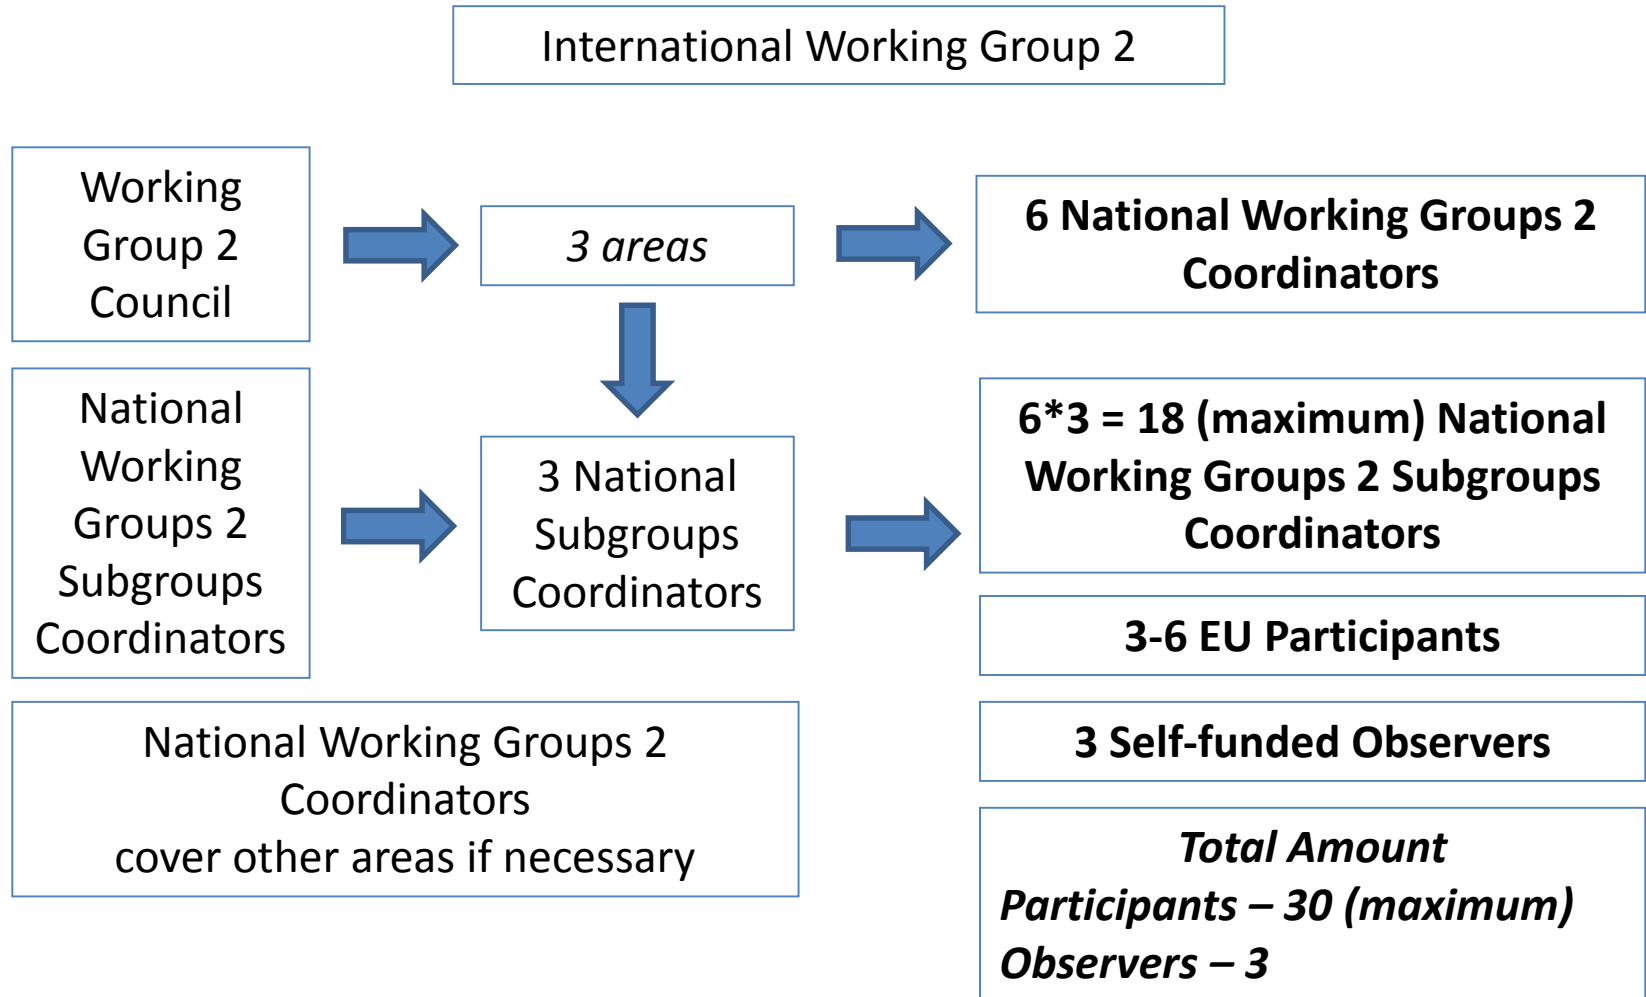 International Working Group 2
Working
Group 2
Council
3 areas
6 National Working Groups 2
Coordinators
National
Working
Groups 2
Subgroups
Coordinators
3 National
Subgroups
Coordinators
6*3 = 18 (maximum) National
Working Groups 2 Subgroups
Coordinators
3-6 EU Participants
National Working Groups 2
Coordinators
cover other areas if necessary
3 Self-funded Observers
Total Amount
Participants – 30 (maximum)
Observers – 3